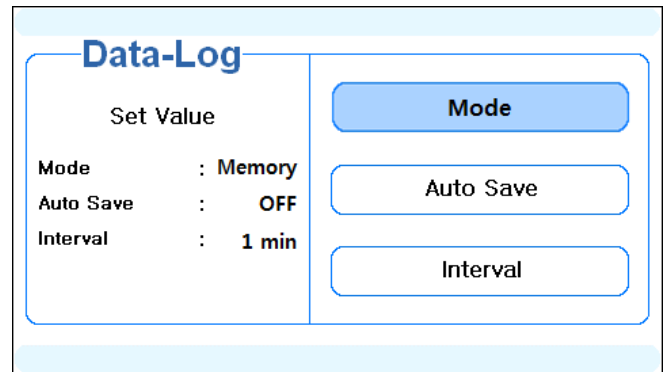 Data-Log
Set Value
Mode : Memory
Auto Save : OFF
Interval : 1 min
Mode
Auto Save
Interval